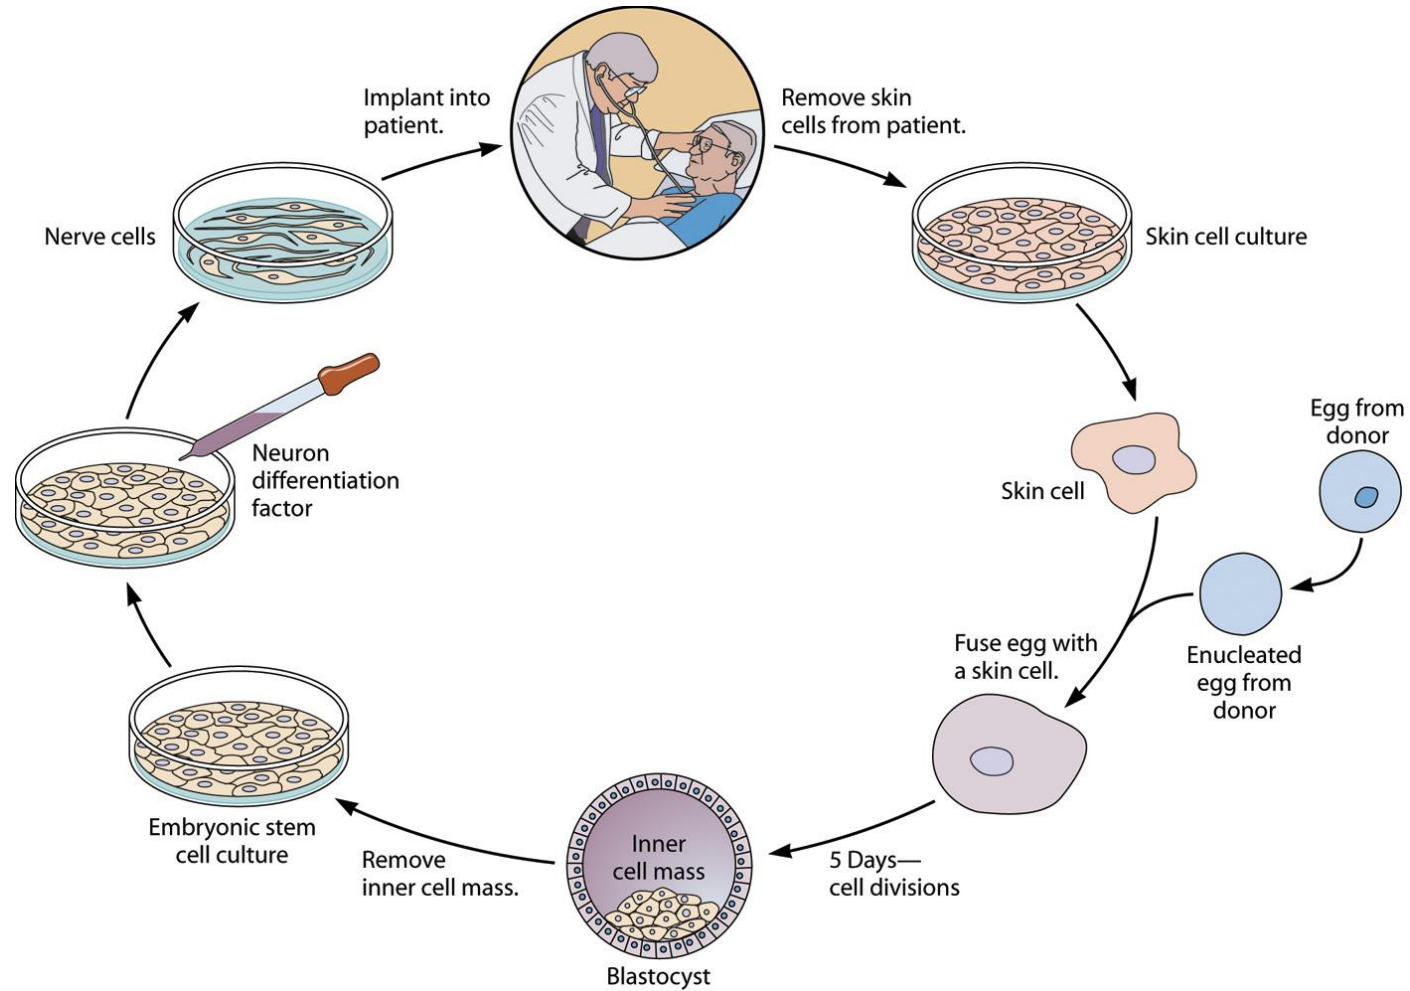 Implant into
patient.
Remove skin
cells from patient.
Nerve cells
Skin cell culture
Egg from
donor
Neuron
differentiation
factor
Skin cell
Fuse egg with
a skin cell.
Enucleated
egg from
donor
Embryonic stem
cell culture
Remove
inner cell mass.
Inner
cell mass
5 Days—
cell divisions
Blastocyst